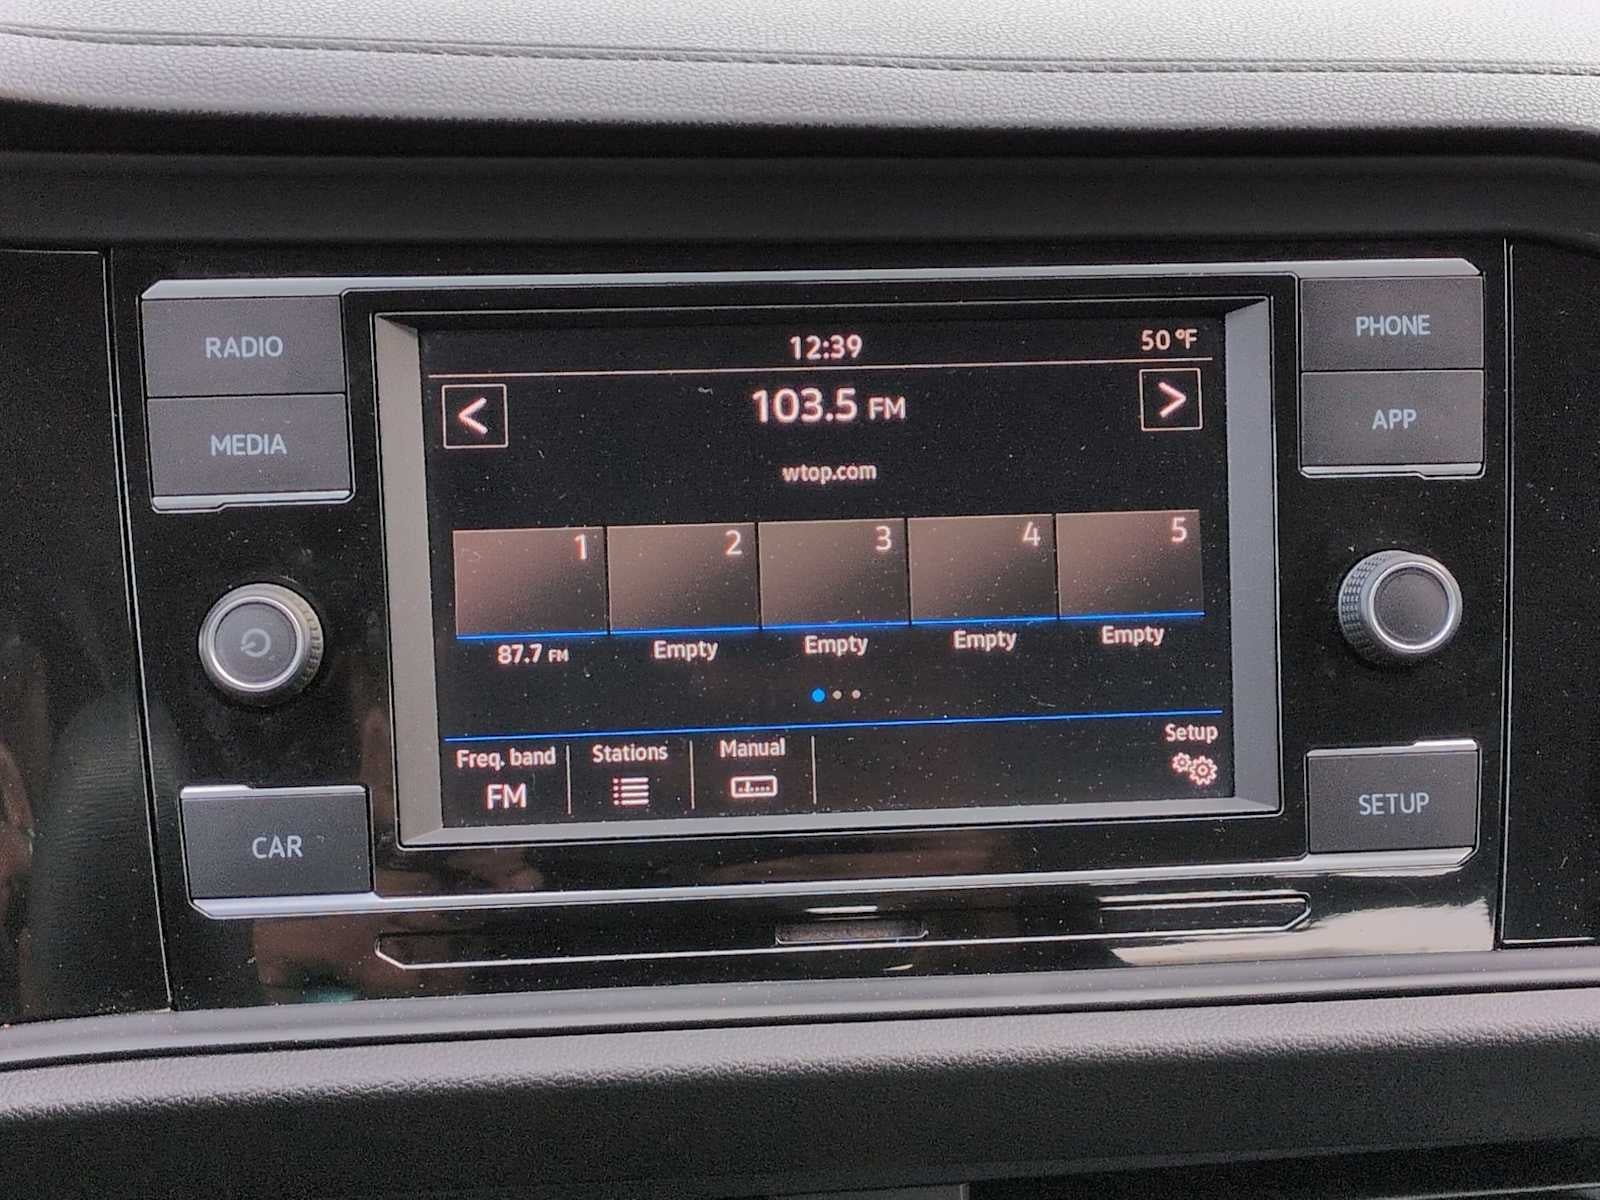 RADIO
MEDIA
CAR
PHONE
APP
SETUP
12:39
50 °F
<
103.5 FM
>
wtop.com
1 2 3 4 5
87.7 FM Empty Empty Empty Empty
Freq. band Stations Manual Setup
FM